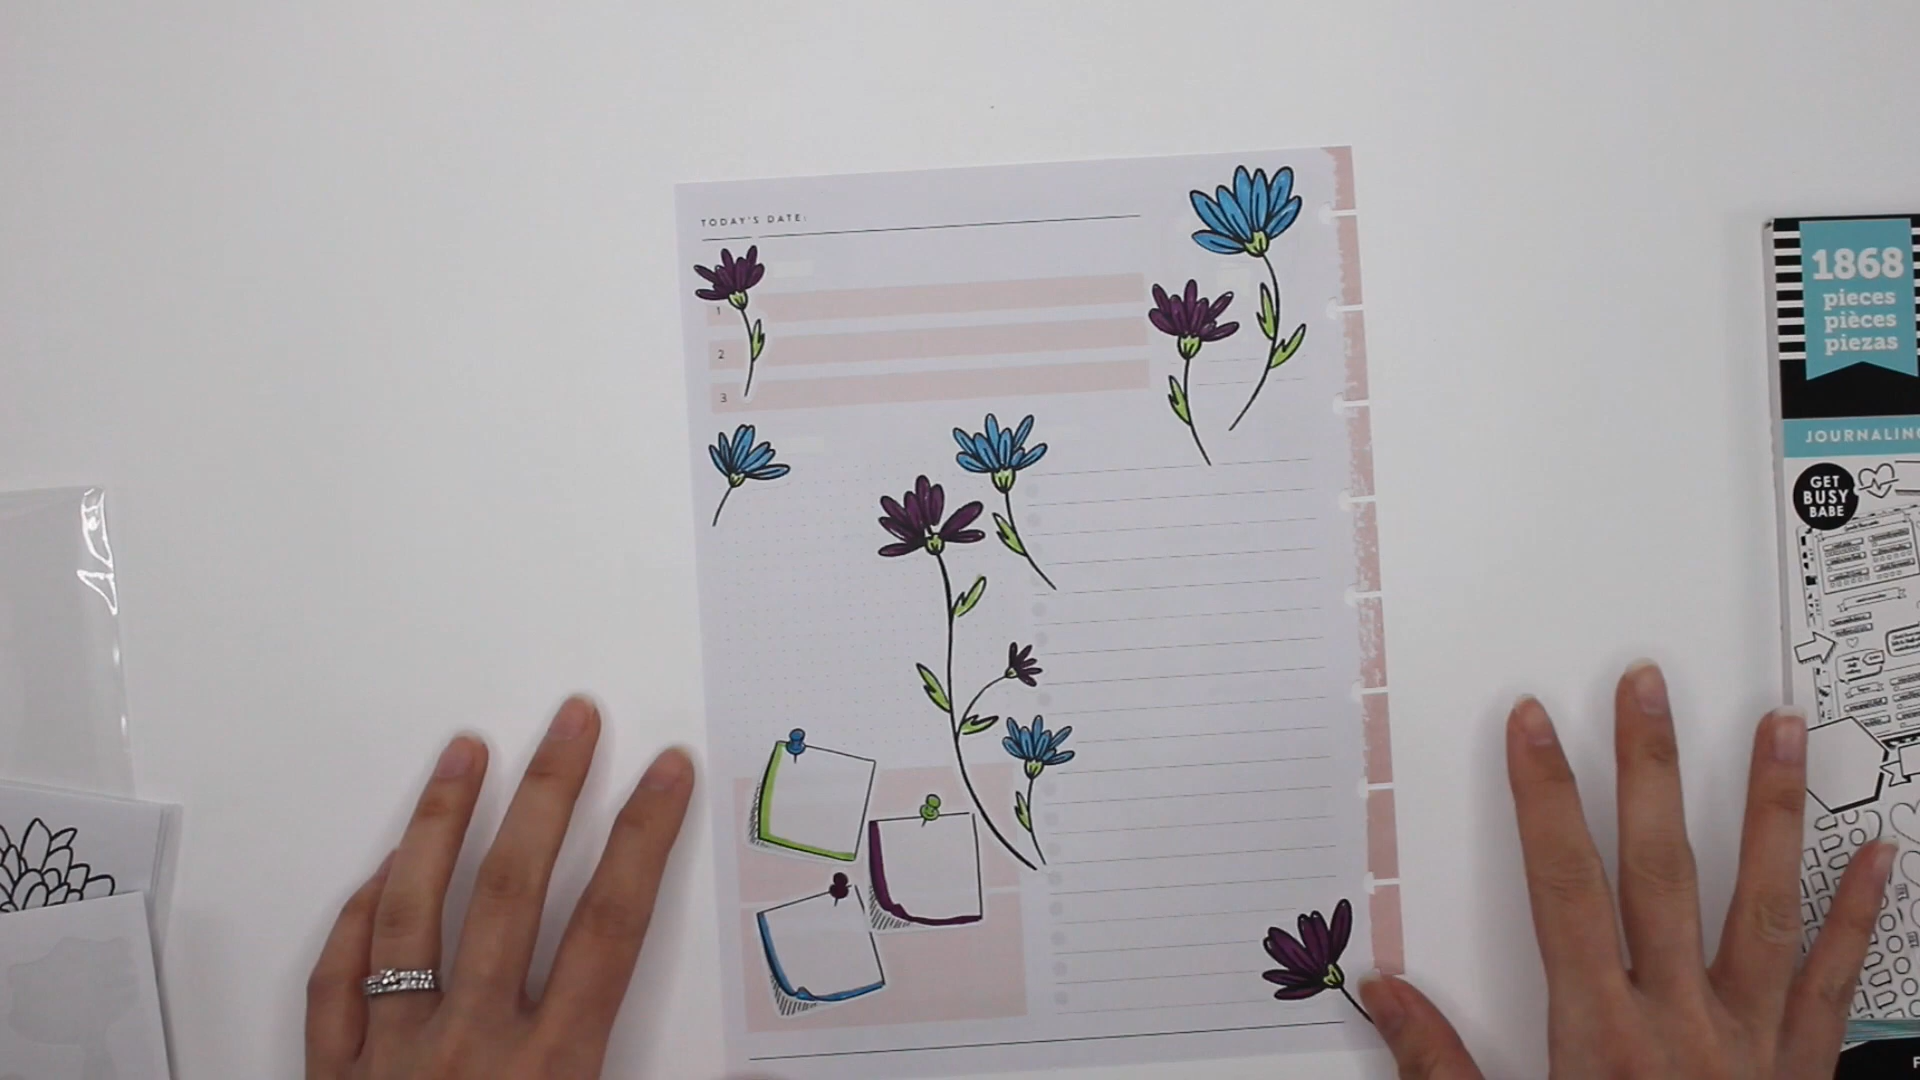 TODAY'S DATE:
1
2
3
1868
pieces
pièces
piezas
JOURNALING
GET
BUSY
BABE